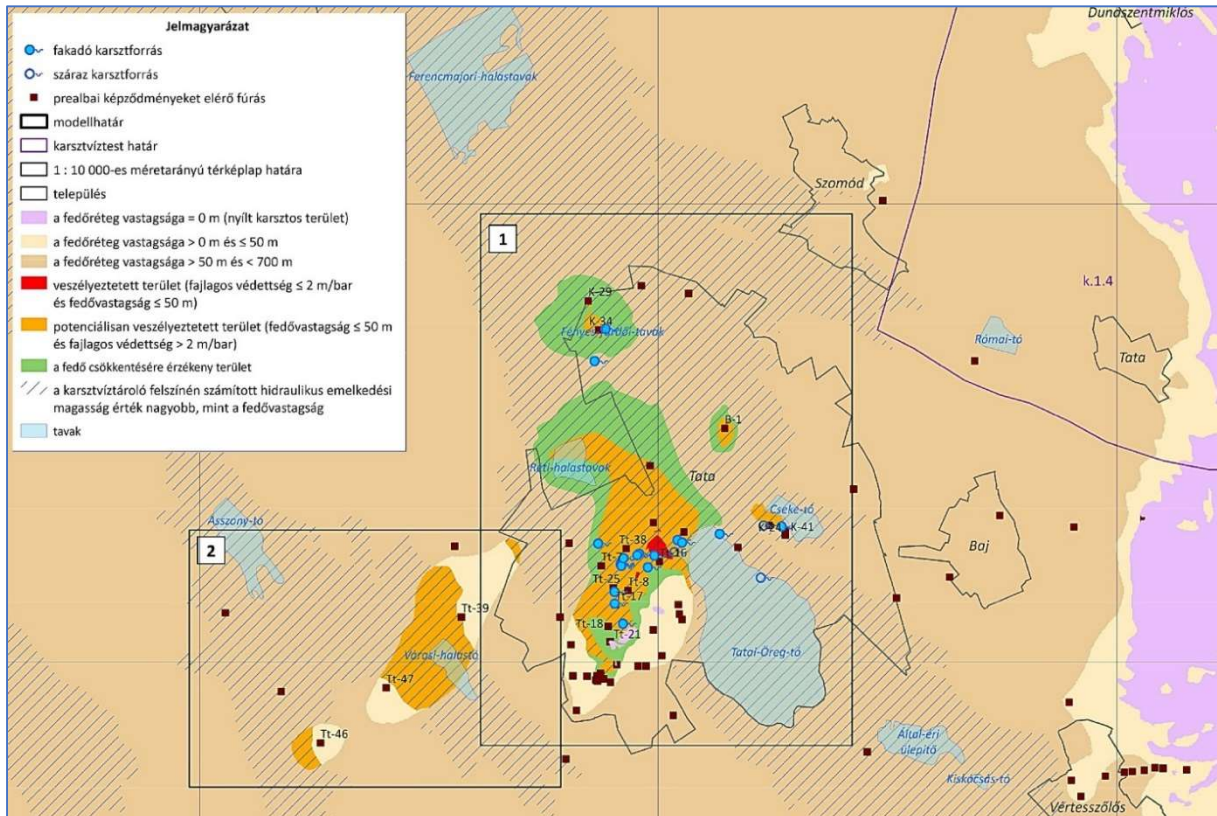 Jelmagyarázat
fakadó karsztforrás
száraz karsztforrás
prealbai képződményeket elérő fúrás
modellhatár
karsztvíztest határ
1 : 10 000-es méretarányú térképlap határa
település
a fedőréteg vastagsága = 0 m (nyílt karsztos terület)
a fedőréteg vastagsága > 0 m és ≤ 50 m
a fedőréteg vastagsága > 50 m és < 700 m
veszélyeztetett terület (fajlagos védettség ≤ 2 m/bar
és fedővastagság ≤ 50 m)
potenciálisan veszélyeztetett terület (fedővastagság ≤ 50 m
és fajlagos védettség > 2 m/bar)
a fedő csökkentésére érzékeny terület
a karsztvíztároló felszínén számított hidraulikus emelkedési
magasság érték nagyobb, mint a fedővastagság
tavak
Dunaszentmiklós
Ferencmajori-halastavak
Szomód
1
k.1.4
K-29
K-34
Római-tó
Tata
B-1
Réti-halastavak
Tata
Cseke-tó
K-41
Asszony-tó
2
Tt-38
Tt-16
Baj
Tt-25
Tt-8
Tt-17
Tt-39
Tt-18
Tt-21
Városi-halastó
Tatai-Öreg-tó
Tt-47
Tt-46
Által-éri
ülepítő
Kiskócsás-tó
Vértesszőlős